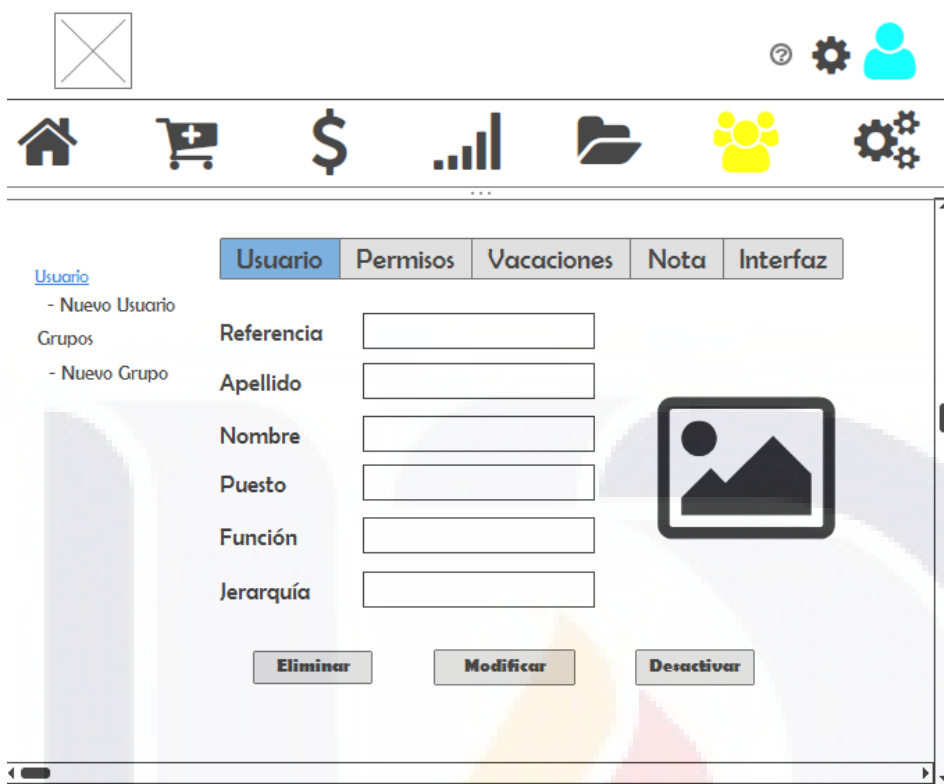 Usuario
- Nuevo Usuario
Grupos
- Nuevo Grupo
Usuario Permisos Vacaciones Nota Interfaz
Referencia
Apellido
Nombre
Puesto
Función
Jerarquía
Eliminar Modificar Desactivar